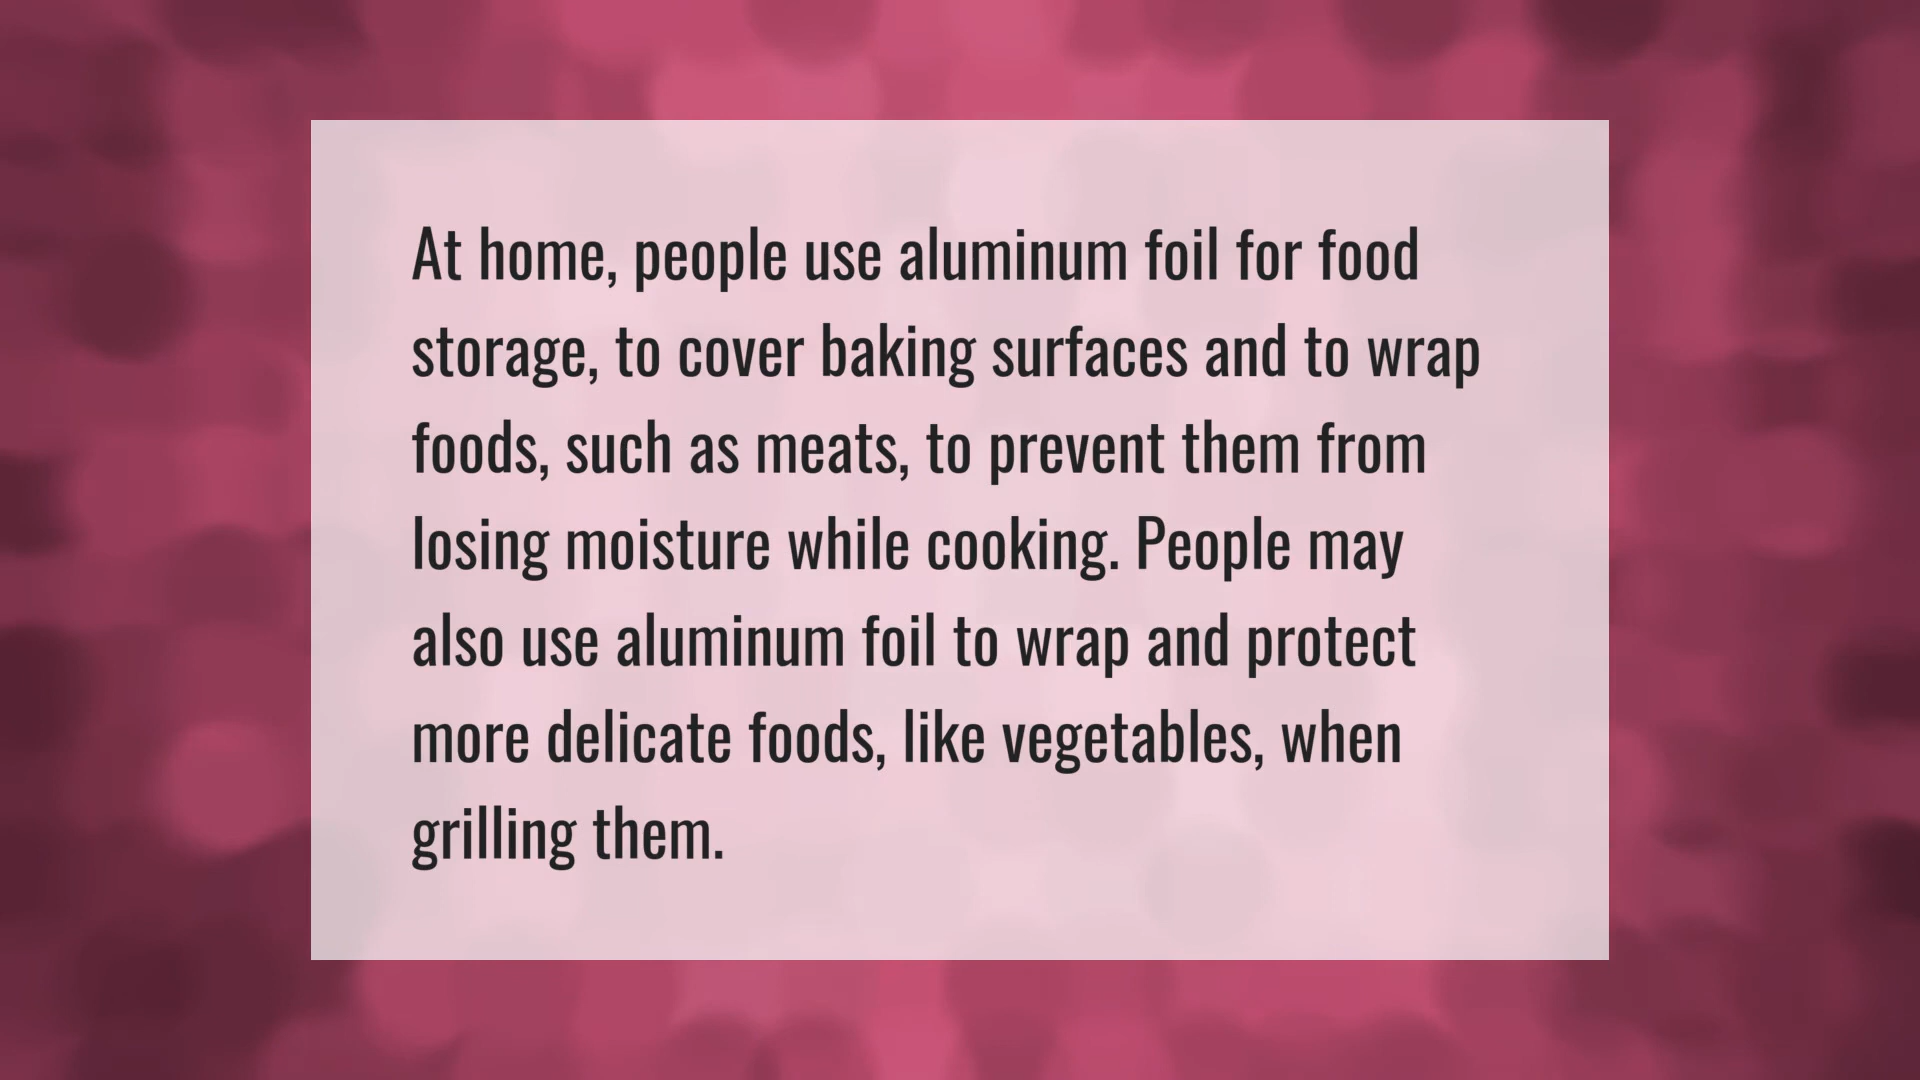 At home, people use aluminum foil for food
storage, to cover baking surfaces and to wrap
foods, such as meats, to prevent them from
losing moisture while cooking. People may
also use aluminum foil to wrap and protect
more delicate foods, like vegetables, when
grilling them.